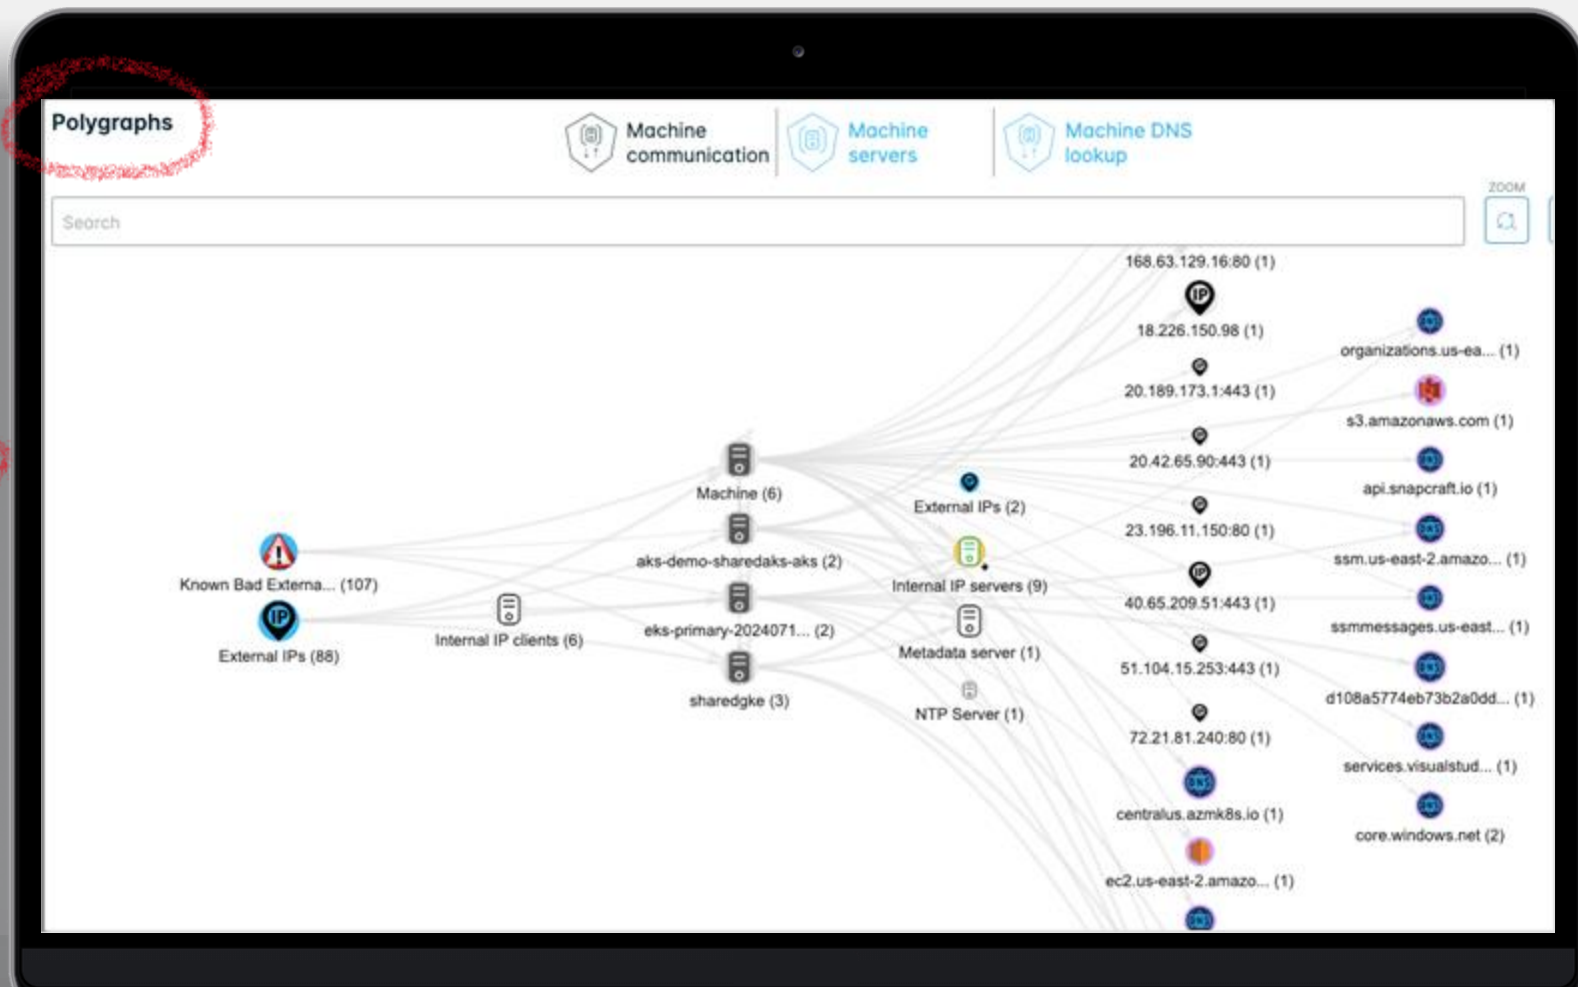 Polygraphs
Machine
communication
Machine
servers
Machine DNS
lookup
ZOOM
Search
168.63.129.16:80 (1)
IP
18.226.150.98 (1)
organizations.us-ea... (1)
20.189.173.1:443 (1)
s3.amazonaws.com (1)
20.42.65.90:443 (1)
api.snapcraft.io (1)
Machine (6)
External IPs (2)
23.196.11.150:80 (1)
DNS
ssm.us-east-2.amazo... (1)
aks-demo-sharedaks-aks (2)
Known Bad Externa... (107)
Internal IP servers (9)
IP
40.65.209.51:443 (1)
ssmmessages.us-east... (1)
IP
External IPs (88)
Internal IP clients (6)
eks-primary-2024071... (2)
Metadata server (1)
51.104.15.253:443 (1)
DNS
d108a5774eb73b2a0dd... (1)
sharedgke (3)
NTP Server (1)
72.21.81.240:80 (1)
services.visualstud... (1)
DNS
centralus.azmk8s.io (1)
core.windows.net (2)
ec2.us-east-2.amazo... (1)
DNS